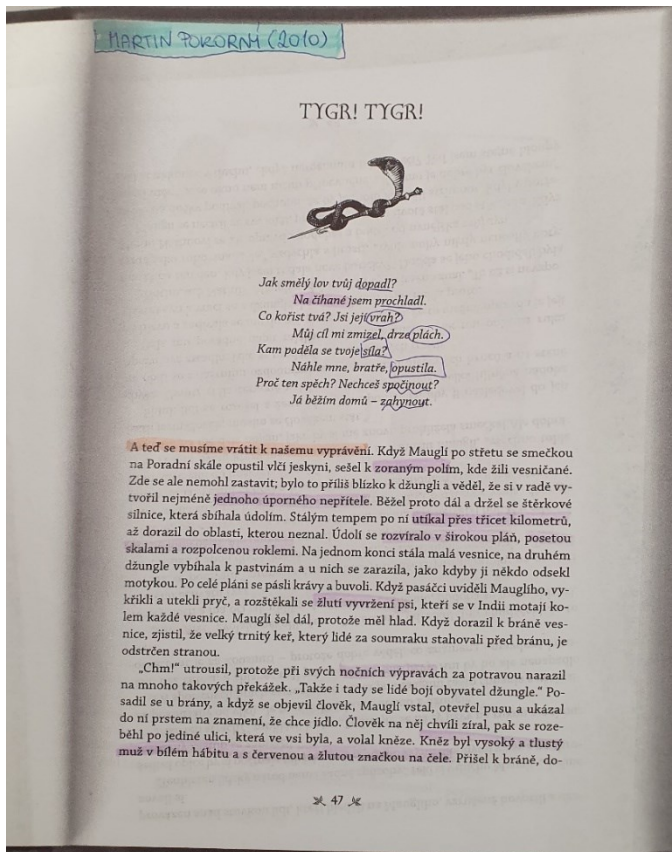 MARTIN POKORNÝ (2010)
TYGR! TYGR!
Jak smělý lov tvůj dopadl?
Na číhané jsem prochladl.
Co kořist tvá? Jsi její vrah?
Můj cíl mi zmizel, drze plách.
Kam poděla se tvoje síla?
Náhle mne, bratře, opustila.
Proč ten spěch? Nechceš spočinout?
Já běžím domů – zahynout.
A teď se musíme vrátit k našemu vyprávění. Když Mauglí po střetu se smečkou
na Poradní skále opustil vlčí jeskyni, sešel k zoraným polím, kde žili vesničané.
Zde se ale nemohl zastavit; bylo to příliš blízko k džungli a věděl, že si v radě vy-
tvořil nejméně jednoho úporného nepřítele. Běžel proto dál a držel se štěrkové
silnice, která sbíhala údolím. Stálým tempem po ní utíkal přes třicet kilometrů,
až dorazil do oblasti, kterou neznal. Údolí se rozvíralo v širokou pláň, posetou
skalami a rozpolcenou roklemi. Na jednom konci stála malá vesnice, na druhém
džungle vybíhala k pastvinám a u nich se zarazila, jako kdyby ji někdo odsekl
motykou. Po celé pláni se pásli krávy a buvoli. Když pasáčci uviděli Mauglího, vy-
křikli a utekli pryč, a rozštěkali se žlutí vyvržení psi, kteří se v Indii motají ko-
lem každé vesnice. Mauglí šel dál, protože měl hlad. Když dorazil k bráně ves-
nice, zjistil, že velký trnitý keř, který lidé za soumraku stahovali před bránu, je
odstrčen stranou.
„Chm!“ utrousil, protože při svých nočních výpravách za potravou narazil
na mnoho takových překážek. „Takže i tady se lidé bojí obyvatel džungle.“ Po-
sadil se u brány, a když se objevil člověk, Mauglí vstal, otevřel pusu a ukázal
do ní prstem na znamení, že chce jídlo. Člověk na něj chvíli zíral, pak se roze-
běhl po jediné ulici, která ve vsi byla, a volal kněze. Kněz byl vysoký a tlustý
muž v bílém hábitu a s červenou a žlutou značkou na čele. Přišel k bráně, do-
47